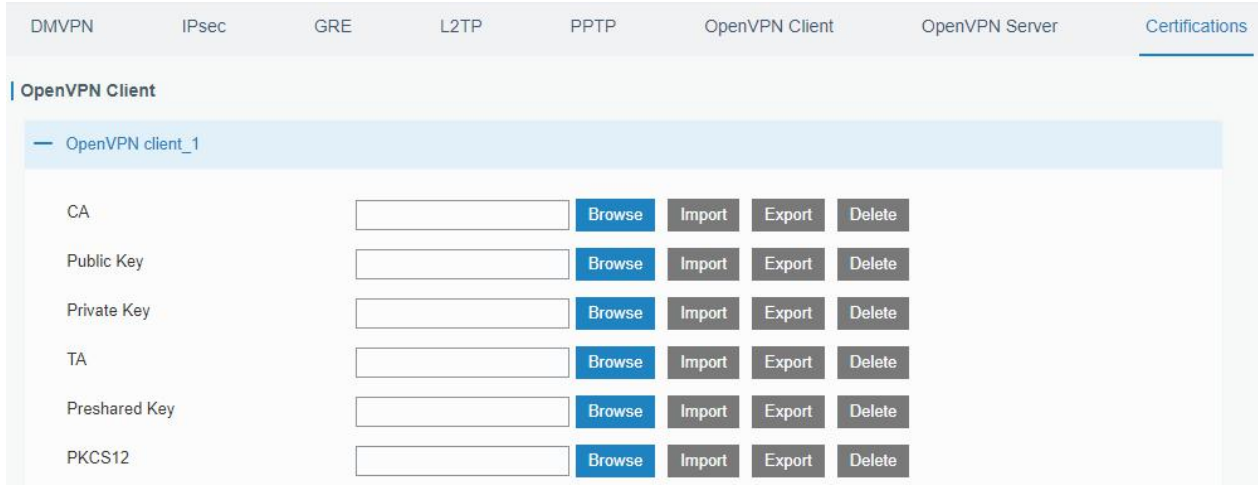 DMVPN IPsec GRE L2TP PPTP OpenVPN Client OpenVPN Server Certifications
OpenVPN Client
OpenVPN client_1
CA Browse Import Export Delete
Public Key Browse Import Export Delete
Private Key Browse Import Export Delete
TA Browse Import Export Delete
Preshared Key Browse Import Export Delete
PKCS12 Browse Import Export Delete